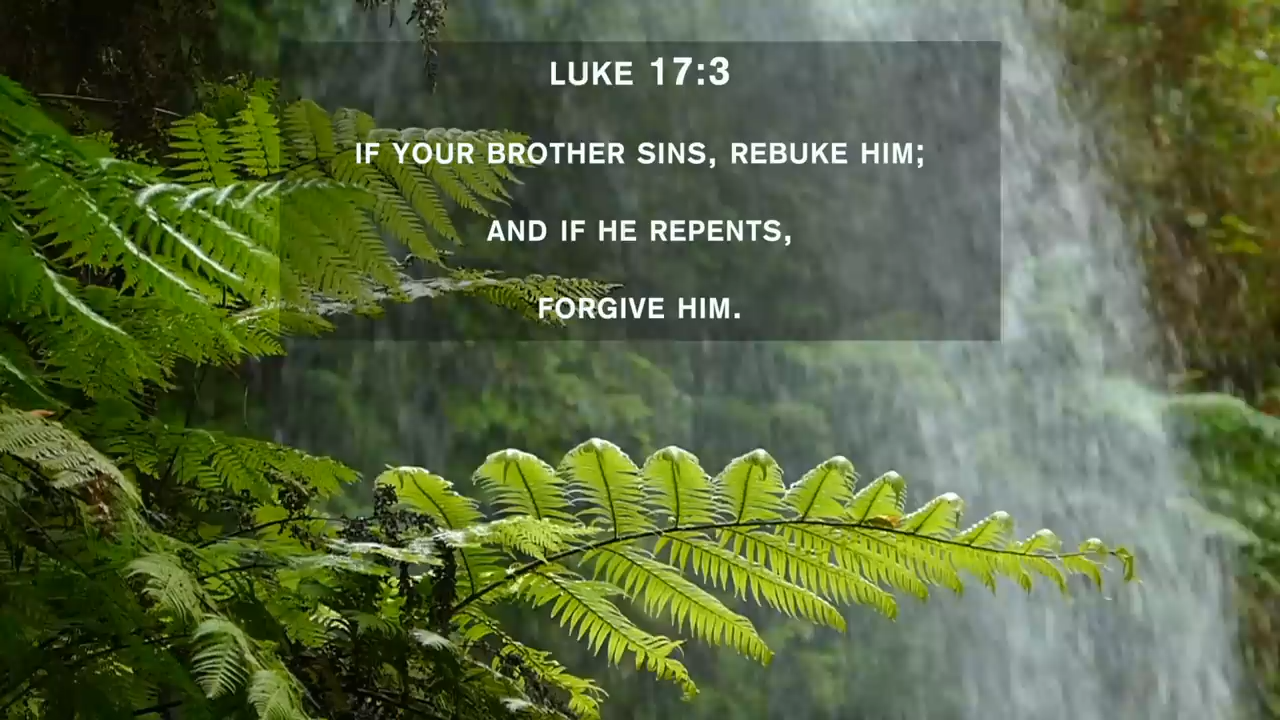 LUKE 17:3
IF YOUR BROTHER SINS, REBUKE HIM;
AND IF HE REPENTS,
FORGIVE HIM.